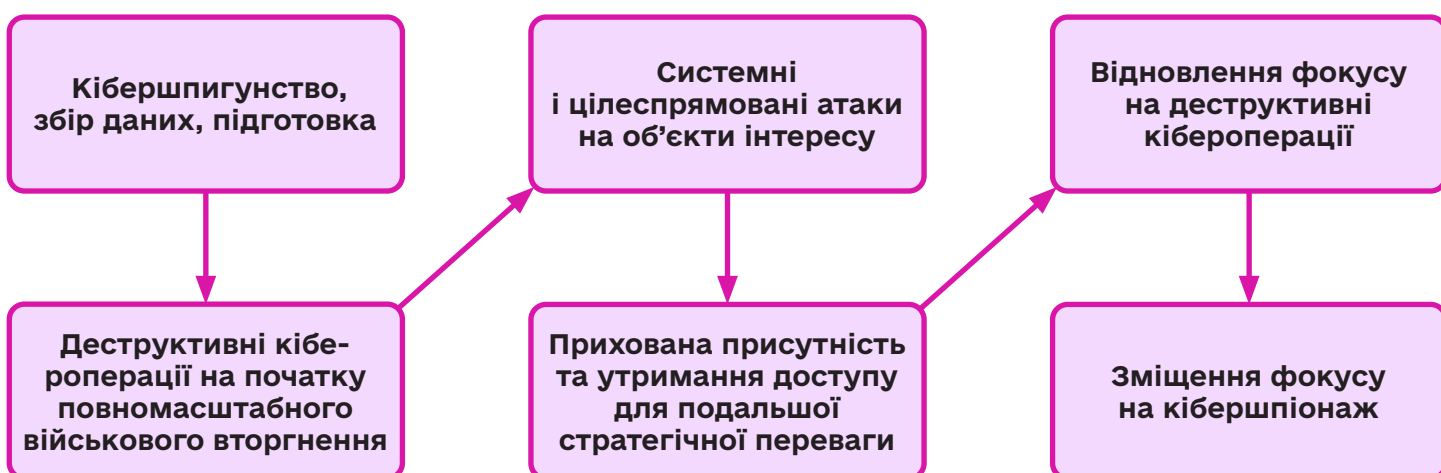 Кібершпигунство,
збір даних, підготовка
Деструктивні кібе-
роперації на початку
повномасштабного
військового вторгнення
Системні
і цілеспрямовані атаки
на об’єкти інтересу
Прихована присутність
та утримання доступу
для подальшої
стратегічної переваги
Відновлення фокусу
на деструктивні
кібероперації
Зміщення фокусу
на кібершпіонаж